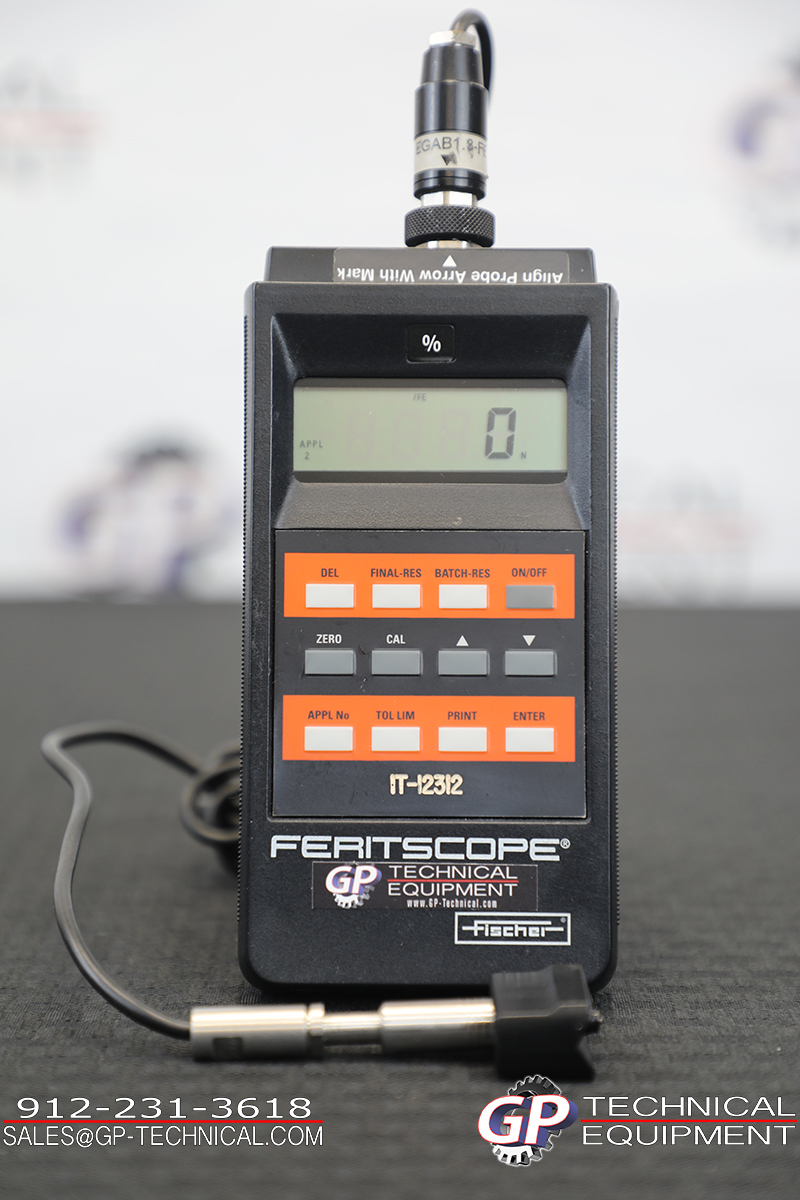 EGAB1.3-Fe
Align Probe Arrow With Mark
%
/FE
APPL
2
0
N
DEL FINAL-RES BATCH-RES ON/OFF
ZERO CAL ▲ ▼
APPL No TOL LIM PRINT ENTER
IT-12312
FERITSCOPE®
GP TECHNICAL
EQUIPMENT
www.GP-Technical.com
Fischer®
912-231-3618
SALES@GP-TECHNICAL.COM
GP TECHNICAL
EQUIPMENT